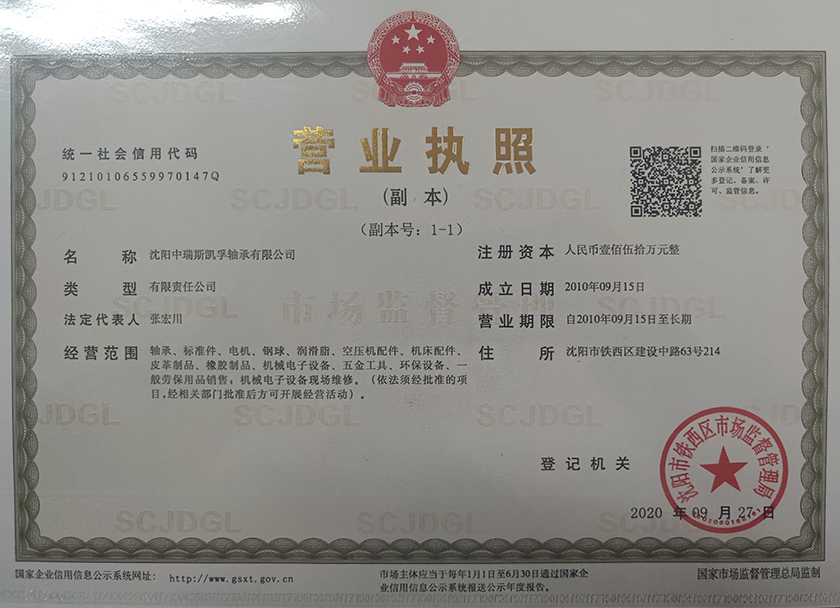 营业执照
(副 本)
(副本号：1-1)
统一社会信用代码
91210106559970147Q
扫描二维码登录‘
国家企业信用信息
公示系统’了解更
多登记、备案、许
可、监管信息。
名 称 沈阳中瑞斯凯孚轴承有限公司
类 型 有限责任公司
法定代表人 张宏川
经营范围 轴承、标准件、电机、钢球、润滑脂、空压机配件、机床配件、
皮革制品、橡胶制品、机械电子设备、五金工具、环保设备、一
般劳保用品销售；机械电子设备现场维修。（依法须经批准的项
目,经相关部门批准后方可开展经营活动）。
注册资本 人民币壹佰伍拾万元整
成立日期 2010年09月15日
营业期限 自2010年09月15日至长期
住 所 沈阳市铁西区建设中路63号214
市场监督管理
SCJDGL
登记机关
沈阳市铁西区市场监督管理局
2020 年 09 月 27 日
国家企业信用信息公示系统网址： http://www.gsxt.gov.cn
市场主体应当于每年1月1日至6月30日通过国家企
业信用信息公示系统报送公示年度报告。
国家市场监督管理总局监制